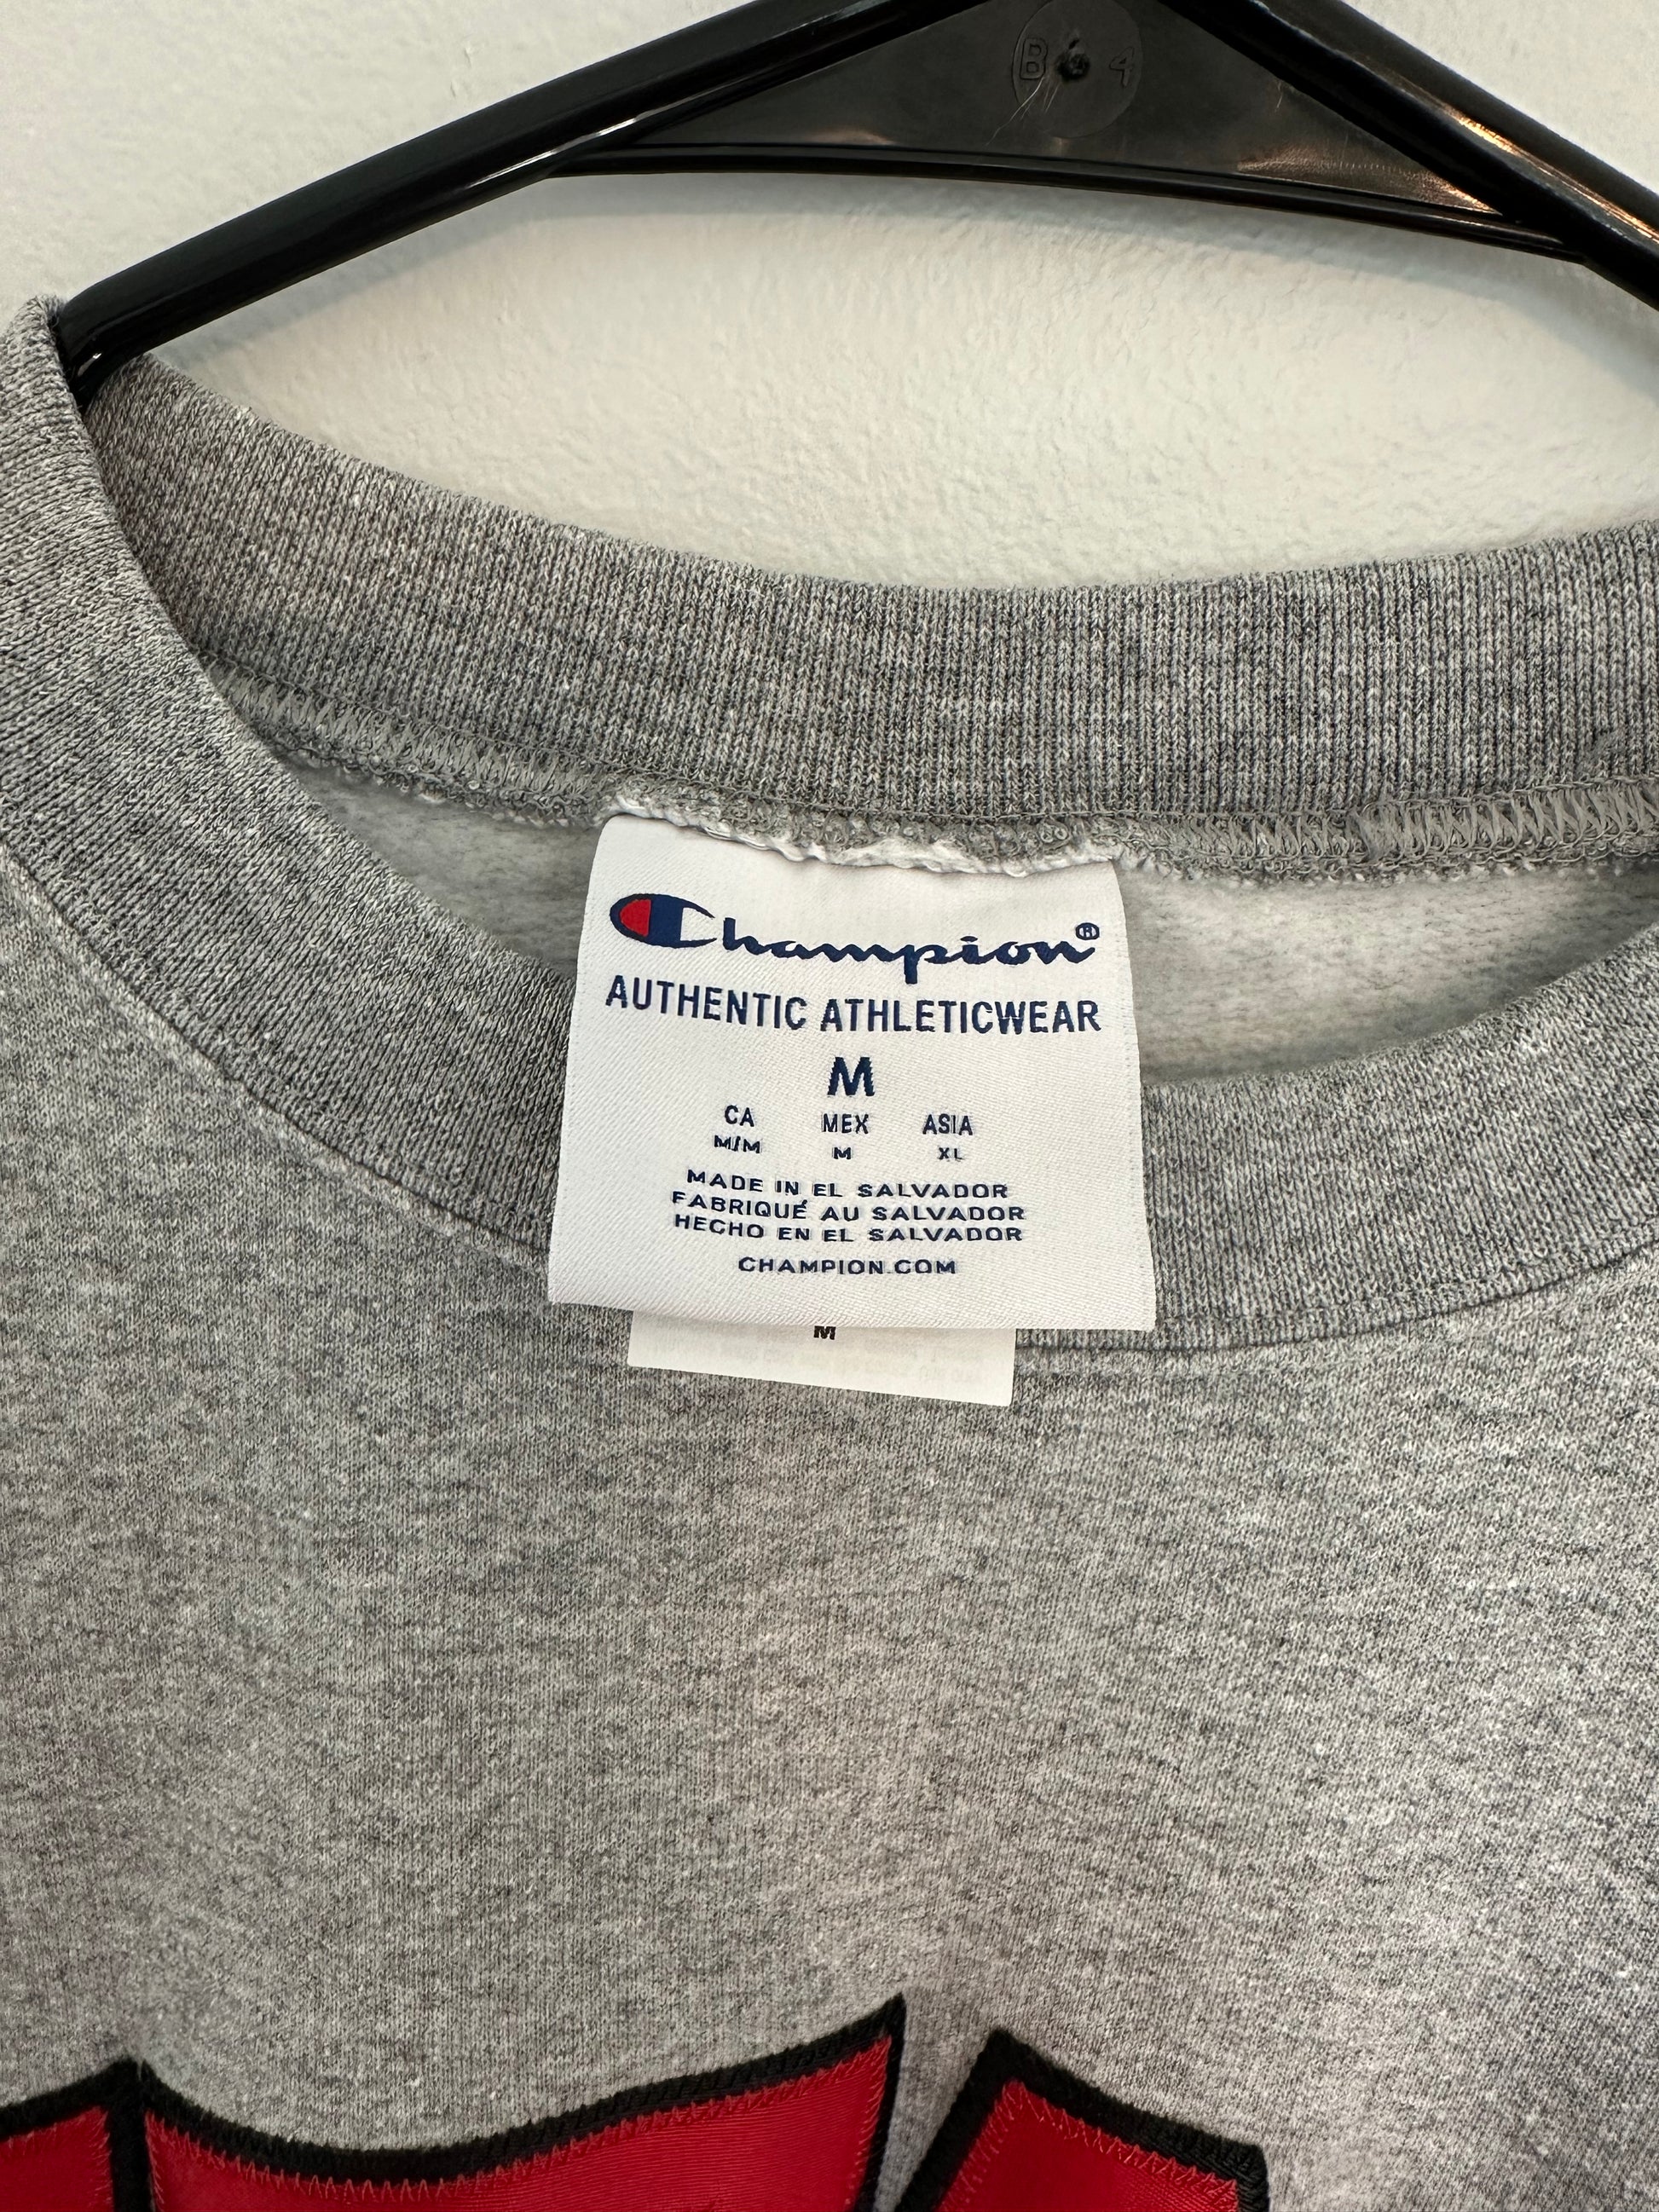 B 4
Champion®
AUTHENTIC ATHLETICWEAR
M
CA MEX ASIA
M/M M XL
MADE IN EL SALVADOR
FABRIQUÉ AU SALVADOR
HECHO EN EL SALVADOR
CHAMPION.COM
M